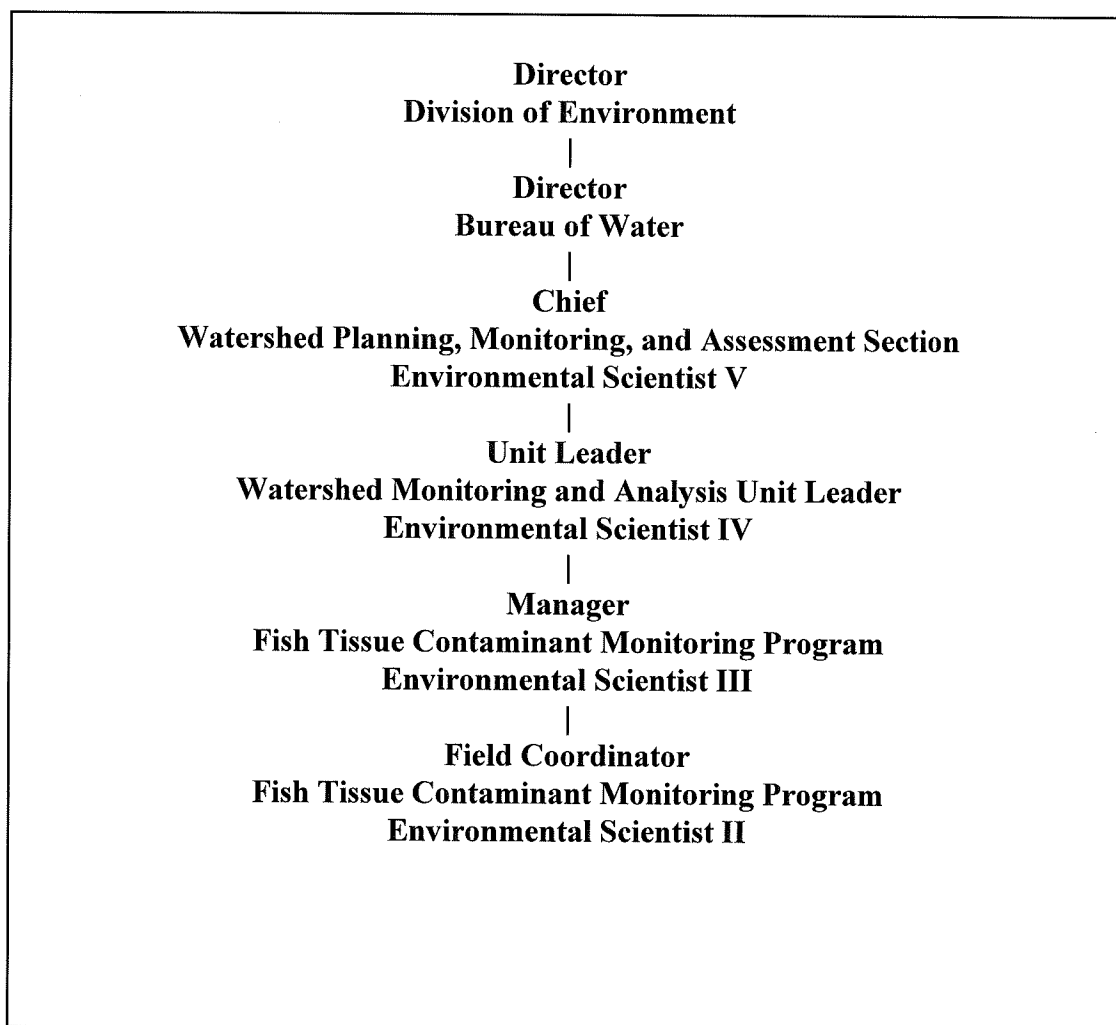 Director
Division of Environment
|
Director
Bureau of Water
|
Chief
Watershed Planning, Monitoring, and Assessment Section
Environmental Scientist V
|
Unit Leader
Watershed Monitoring and Analysis Unit Leader
Environmental Scientist IV
|
Manager
Fish Tissue Contaminant Monitoring Program
Environmental Scientist III
|
Field Coordinator
Fish Tissue Contaminant Monitoring Program
Environmental Scientist II